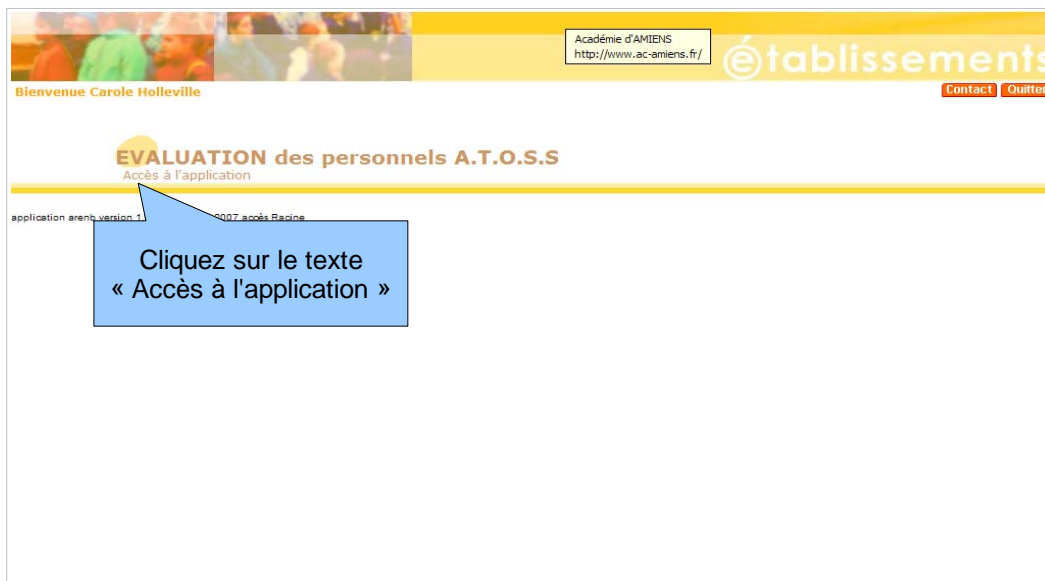 Académie d'AMIENS
http://www.ac-amiens.fr/
établissements
Bienvenue Carole Holleville
Contact Quitter
EVALUATION des personnels A.T.O.S.S
Accès à l'application
application arenb version 1 2007 accès Racine
Cliquez sur le texte
« Accès à l'application »